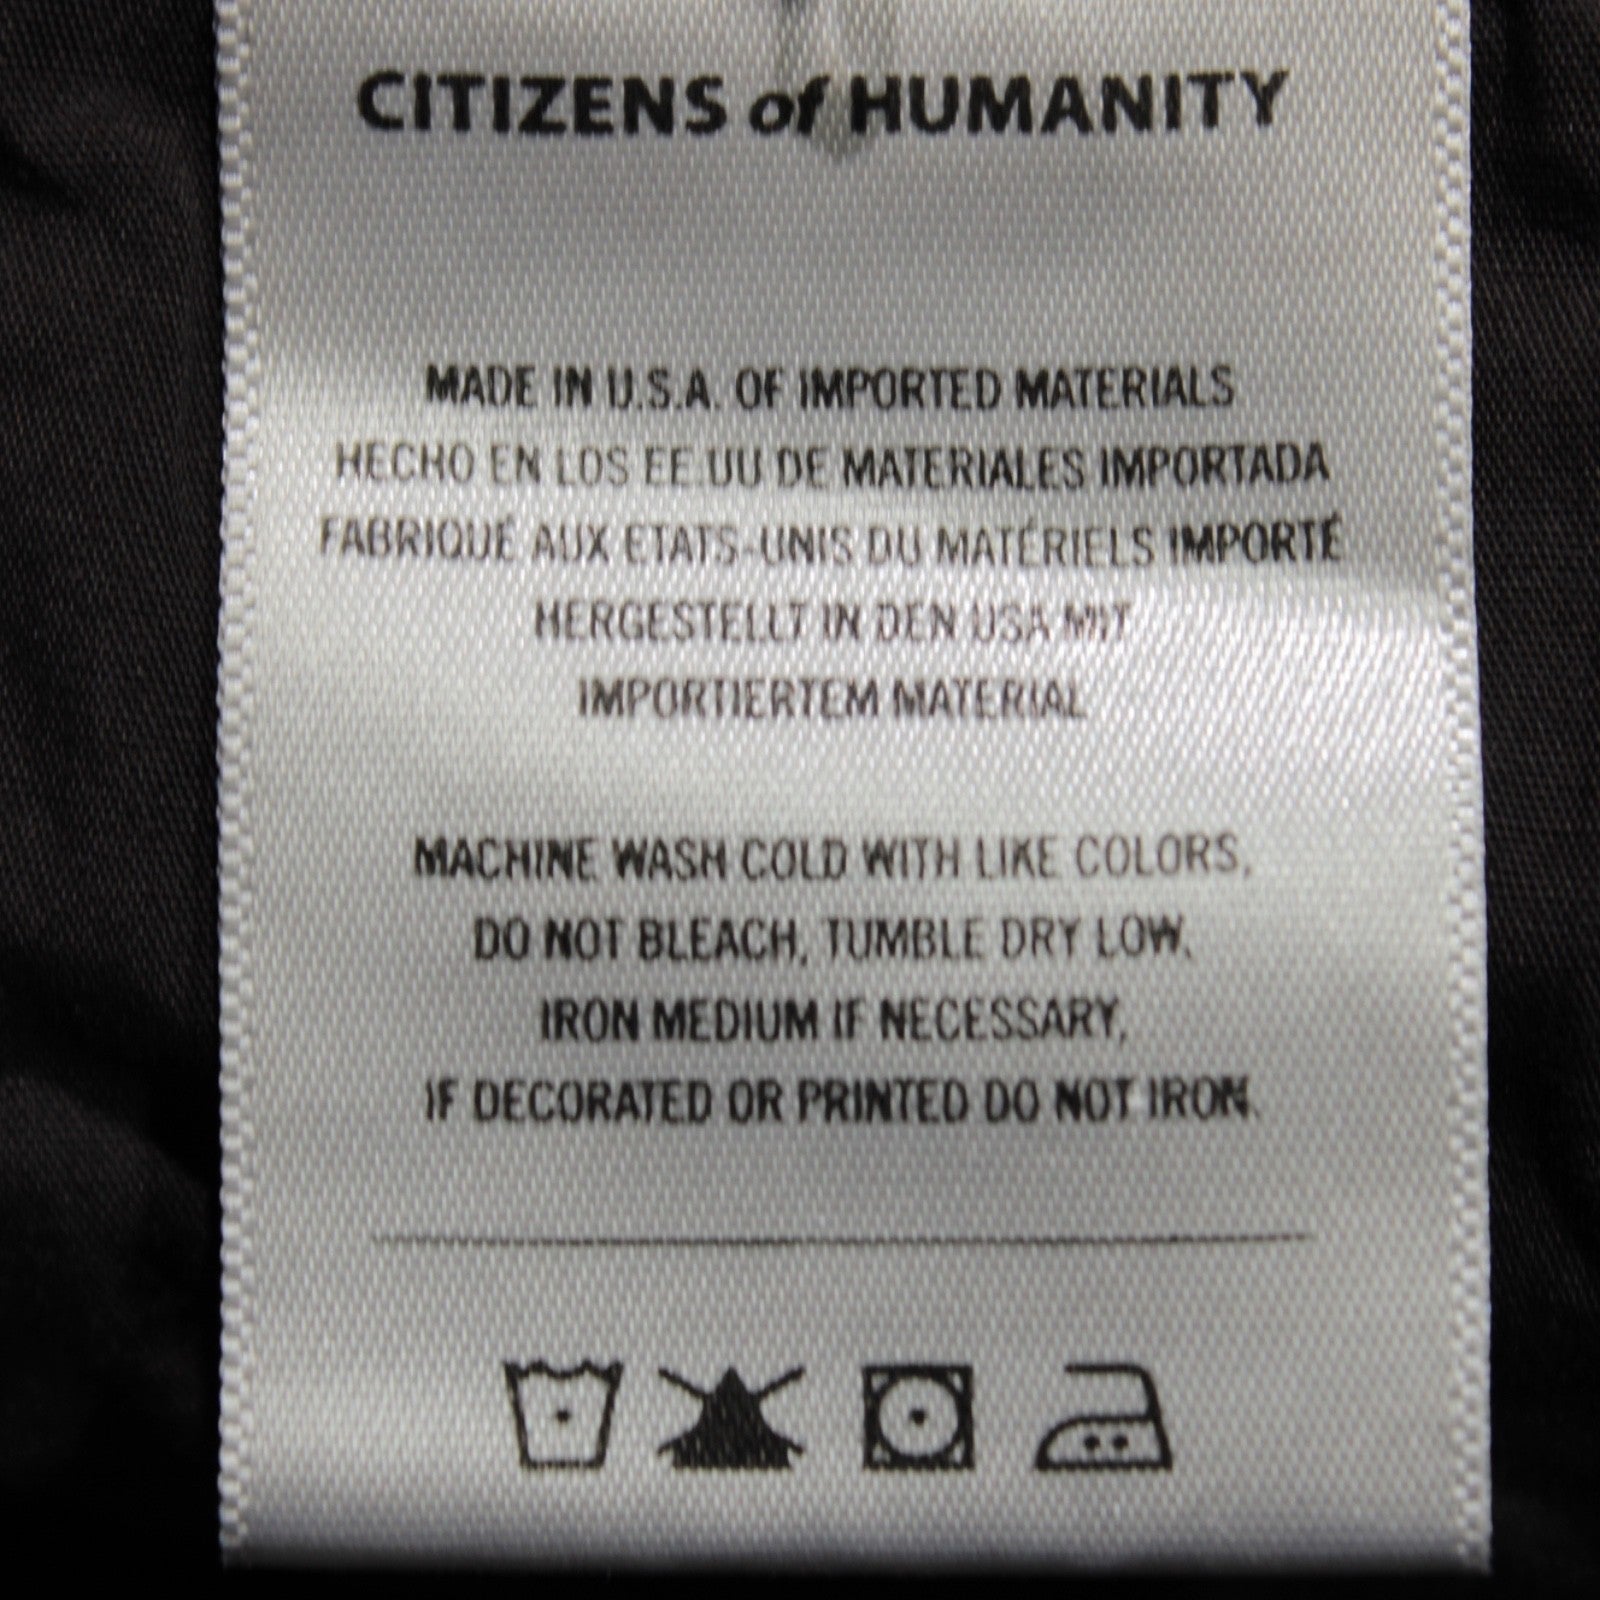 CITIZENS of HUMANITY
MADE IN U.S.A. OF IMPORTED MATERIALS
HECHO EN LOS EE.UU DE MATERIALES IMPORTADA
FABRIQUÉ AUX ETATS-UNIS DU MATÉRIELS IMPORTÉ
HERGESTELLT IN DEN USA MIT
IMPORTIERTEM MATERIAL
MACHINE WASH COLD WITH LIKE COLORS,
DO NOT BLEACH, TUMBLE DRY LOW,
IRON MEDIUM IF NECESSARY,
IF DECORATED OR PRINTED DO NOT IRON.